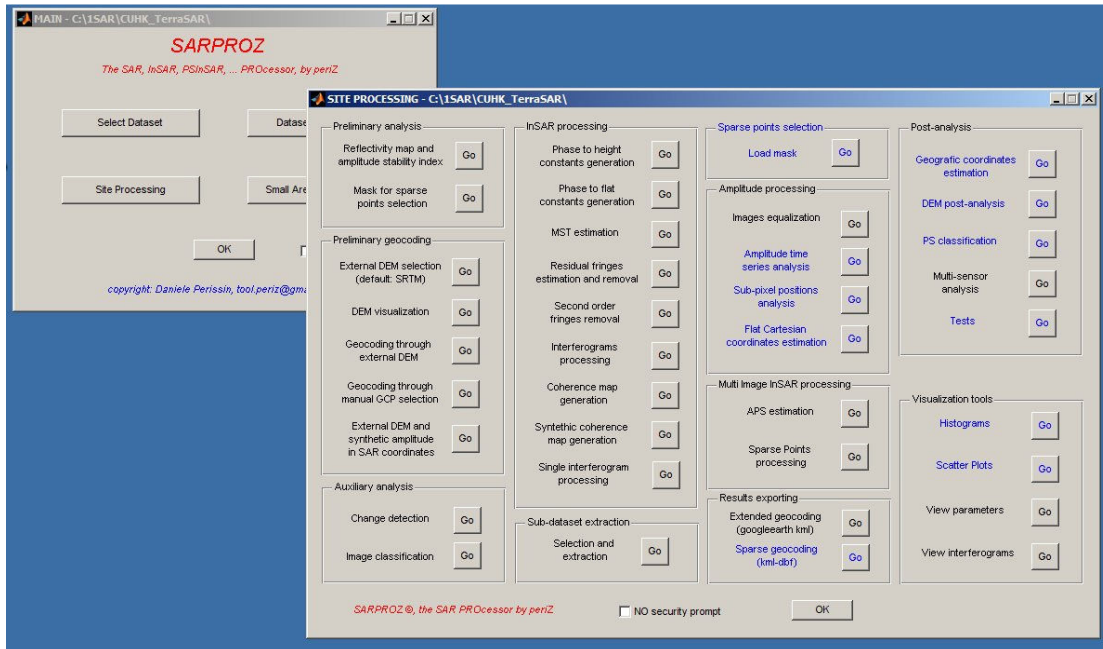 MAIN - C:\1SAR\CUHK_TerraSAR\
SARPROZ
The SAR, InSAR, PSInSAR, ... PROcessor, by periZ
Select Dataset
Datase
Site Processing
Small Are
OK
copyright: Daniele Perissin, tool.periz@gma
SITE PROCESSING - C:\1SAR\CUHK_TerraSAR\
Preliminary analysis
Reflectivity map and
amplitude stability index
Go
Mask for sparse
points selection
Go
Preliminary geocoding
External DEM selection
(default: SRTM)
Go
DEM visualization
Go
Geocoding through
external DEM
Go
Geocoding through
manual GCP selection
Go
External DEM and
synthetic amplitude
in SAR coordinates
Go
Auxiliary analysis
Change detection
Go
Image classification
Go
InSAR processing
Phase to height
constants generation
Go
Phase to flat
constants generation
Go
MST estimation
Go
Residual fringes
estimation and removal
Go
Second order
fringes removal
Go
Interferograms
processing
Go
Coherence map
generation
Go
Syntethic coherence
map generation
Go
Single interferogram
processing
Go
Sub-dataset extraction
Selection and
extraction
Go
Sparse points selection
Load mask
Go
Amplitude processing
Images equalization
Go
Amplitude time
series analysis
Go
Sub-pixel positions
analysis
Go
Flat Cartesian
coordinates estimation
Go
Multi Image InSAR processing
APS estimation
Go
Sparse Points
processing
Go
Results exporting
Extended geocoding
(googleearth kml)
Go
Sparse geocoding
(kml-dbf)
Go
Post-analysis
Geografic coordinates
estimation
Go
DEM post-analysis
Go
PS classification
Go
Multi-sensor
analysis
Go
Tests
Go
Visualization tools
Histograms
Go
Scatter Plots
Go
View parameters
Go
View interferograms
Go
SARPROZ ©, the SAR PROcessor by periZ
NO security prompt
OK